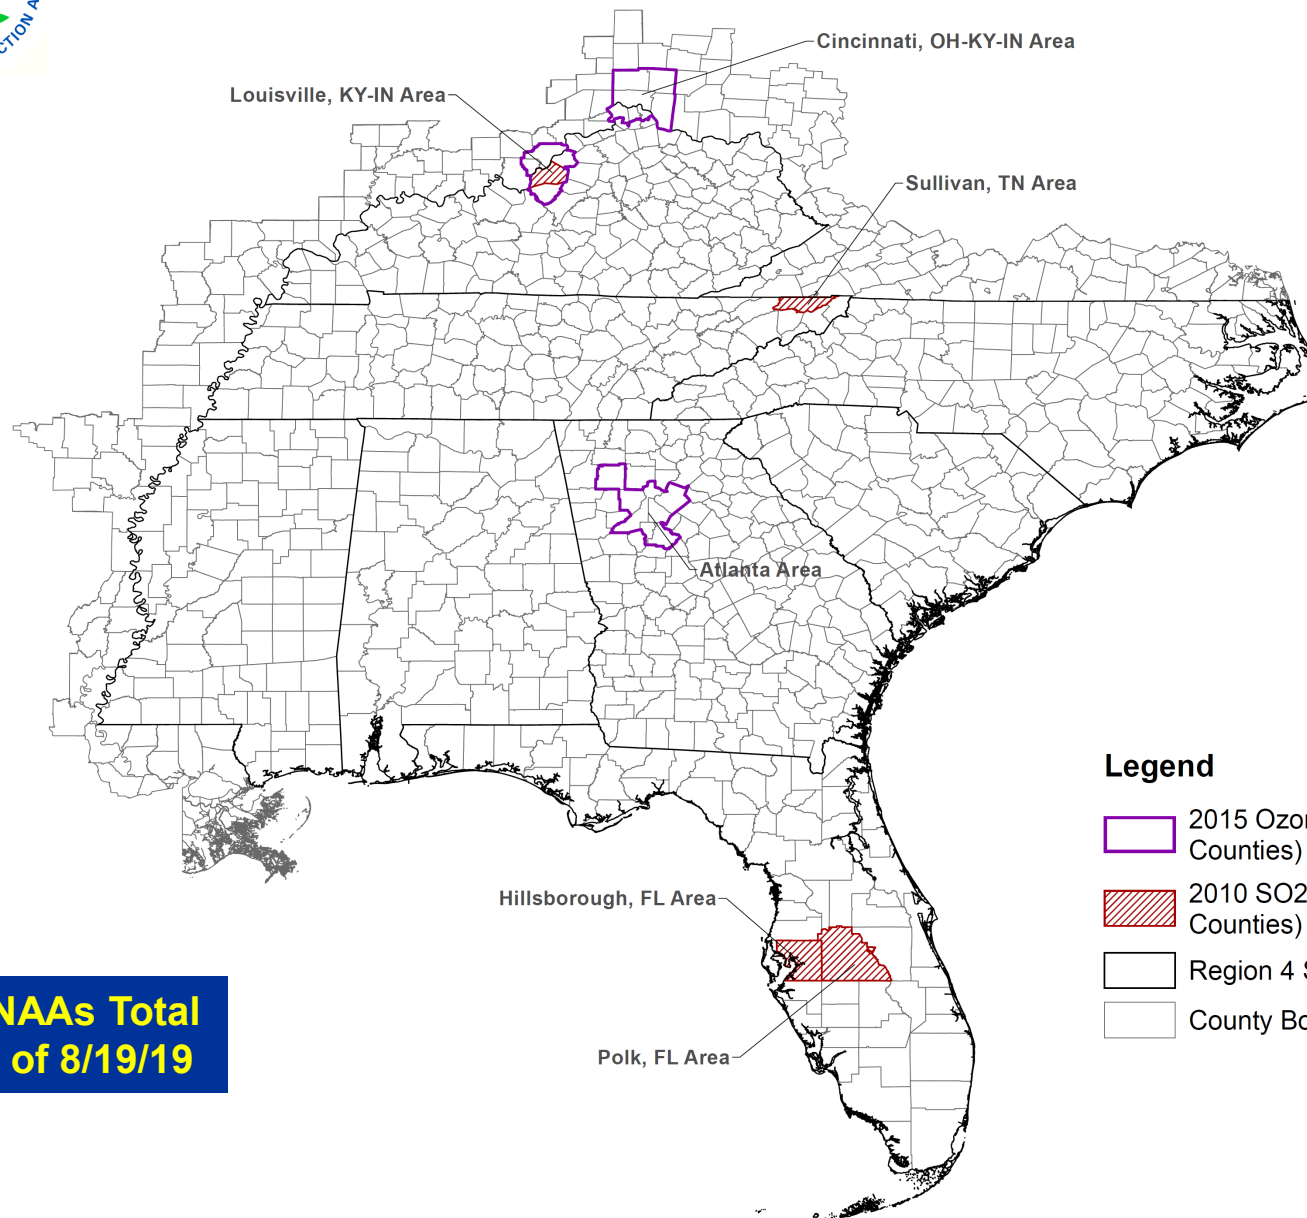 CTION A
Cincinnati, OH-KY-IN Area
Louisville, KY-IN Area
Sullivan, TN Area
Atlanta Area
Hillsborough, FL Area
Polk, FL Area
Legend
2015 Ozo
Counties)
2010 SO2
Counties)
Region 4 S
County Bo
NAAs Total
of 8/19/19